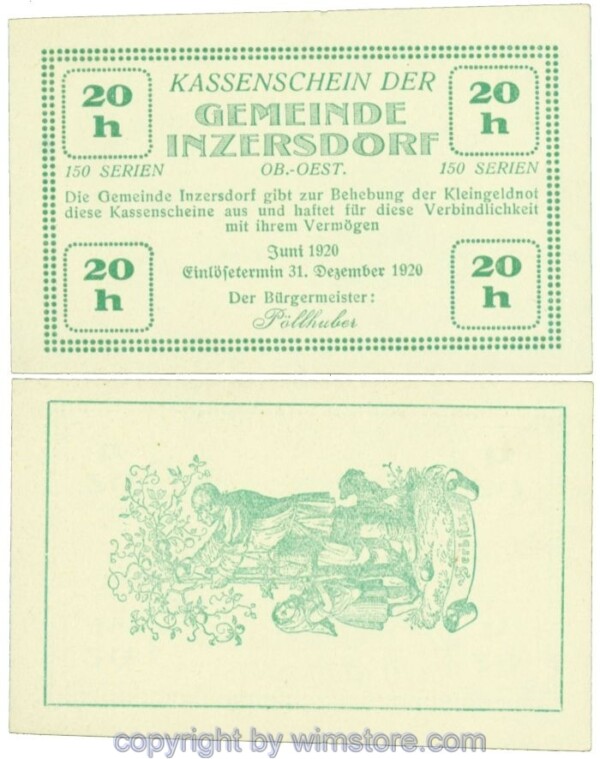 20 h
KASSENSCHEIN DER
20 h
GEMEINDE
INZERSDORF
150 SERIEN OB.-OEST. 150 SERIEN
Die Gemeinde Inzersdorf gibt zur Behebung der Kleingeldnot
diese Kassenscheine aus und haftet für diese Verbindlichkeit
mit ihrem Vermögen
20 h
Juni 1920
20 h
Einlösetermin 31. Dezember 1920
Der Bürgermeister:
Pöllhuber
copyright by wimstore.com